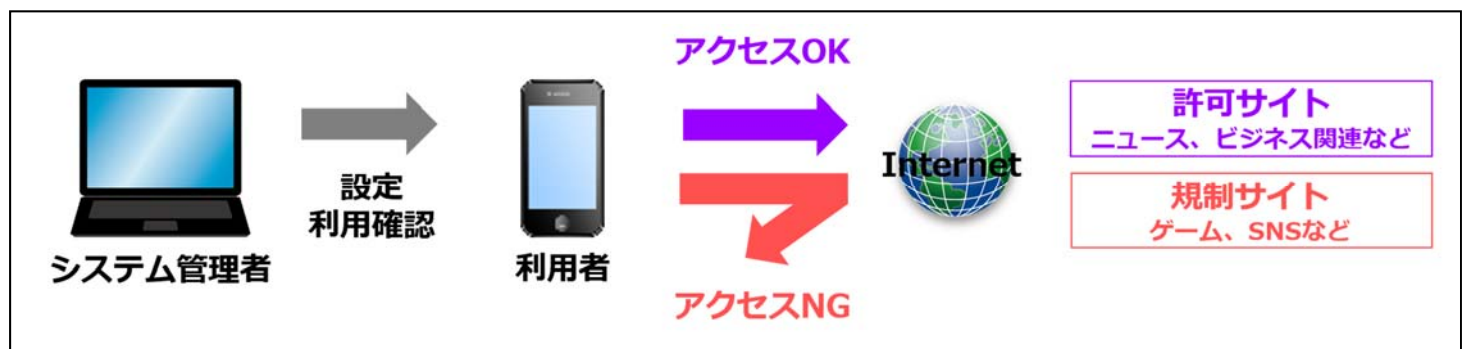 アクセスOK
設定
利用確認
システム管理者
利用者
アクセスNG
Internet
許可サイト
ニュース、ビジネス関連など
規制サイト
ゲーム、SNSなど